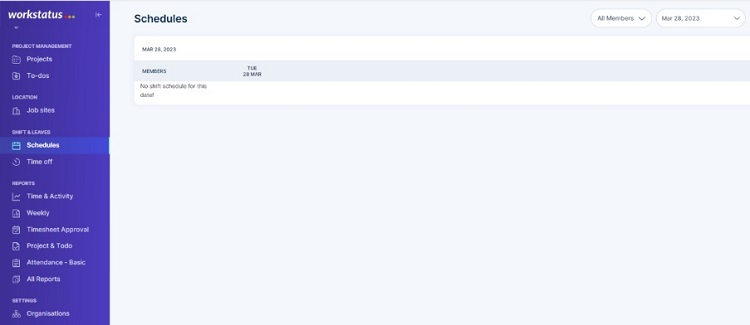 workstatus
PROJECT MANAGEMENT
Projects
To-dos
LOCATION
Job sites
SHIFT & LEAVES
Schedules
Time off
REPORTS
Time & Activity
Weekly
Timesheet Approval
Project & Todo
Attendance - Basic
All Reports
SETTINGS
Organisations
Schedules
All Members
Mar 28, 2023
MAR 28, 2023
MEMBERS
TUE
28 MAR
No shift schedule for this
date!